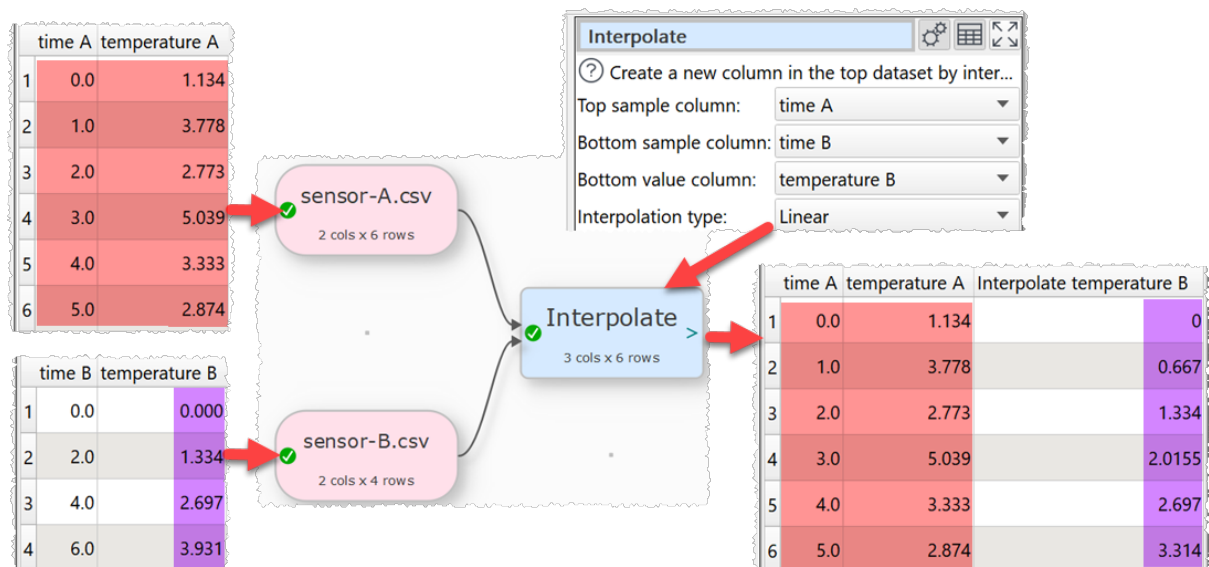 time A temperature A
1 0.0 1.134
2 1.0 3.778
3 2.0 2.773
4 3.0 5.039
5 4.0 3.333
6 5.0 2.874
time B temperature B
1 0.0 0.000
2 2.0 1.334
3 4.0 2.697
4 6.0 3.931
sensor-A.csv
2 cols x 6 rows
sensor-B.csv
2 cols x 4 rows
Interpolate
3 cols x 6 rows
>
Interpolate
? Create a new column in the top dataset by inter...
Top sample column: time A
Bottom sample column: time B
Bottom value column: temperature B
Interpolation type: Linear
time A temperature A Interpolate temperature B
1 0.0 1.134 0
2 1.0 3.778 0.667
3 2.0 2.773 1.334
4 3.0 5.039 2.0155
5 4.0 3.333 2.697
6 5.0 2.874 3.314